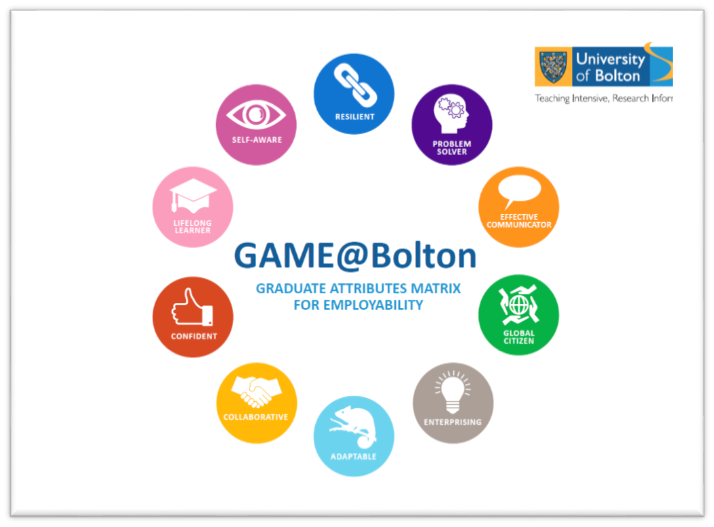 University
of Bolton
Teaching Intensive, Research Inforr
RESILIENT
PROBLEM
SOLVER
EFFECTIVE
COMMUNICATOR
GLOBAL
CITIZEN
ENTERPRISING
ADAPTABLE
COLLABORATIVE
CONFIDENT
LIFELONG
LEARNER
SELF-AWARE
GAME@Bolton
GRADUATE ATTRIBUTES MATRIX
FOR EMPLOYABILITY